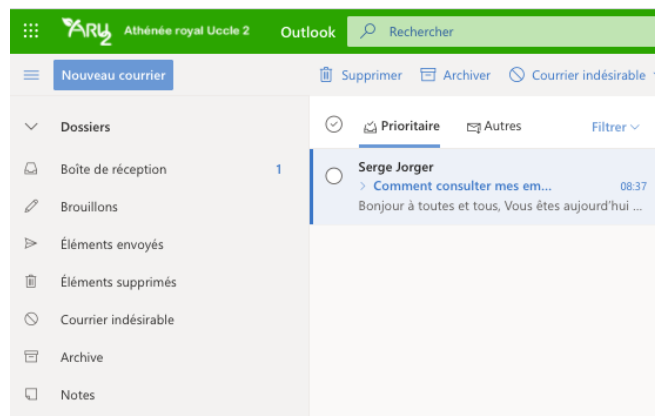 ARU2 Athénée royal Uccle 2 Outlook Rechercher
Nouveau courrier Supprimer Archiver Courrier indésirable
Dossiers Prioritaire Autres Filtrer
Boîte de réception 1 Serge Jorger
> Comment consulter mes em... 08:37
Brouillons Bonjour à toutes et tous, Vous êtes aujourd'hui ...
Éléments envoyés
Éléments supprimés
Courrier indésirable
Archive
Notes